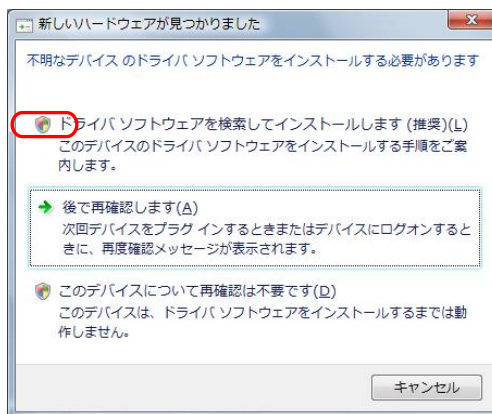 新しいハードウェアが見つかりました
不明なデバイス のドライバ ソフトウェアをインストールする必要があります
ドライバ ソフトウェアを検索してインストールします (推奨)(L)
このデバイスのドライバ ソフトウェアをインストールする手順をご案
内します。
後で再確認します(A)
次回デバイスをプラグ インするときまたはデバイスにログオンすると
きに、再度確認メッセージが表示されます。
このデバイスについて再確認は不要です(D)
このデバイスは、ドライバ ソフトウェアをインストールするまでは動
作しません。
キャンセル